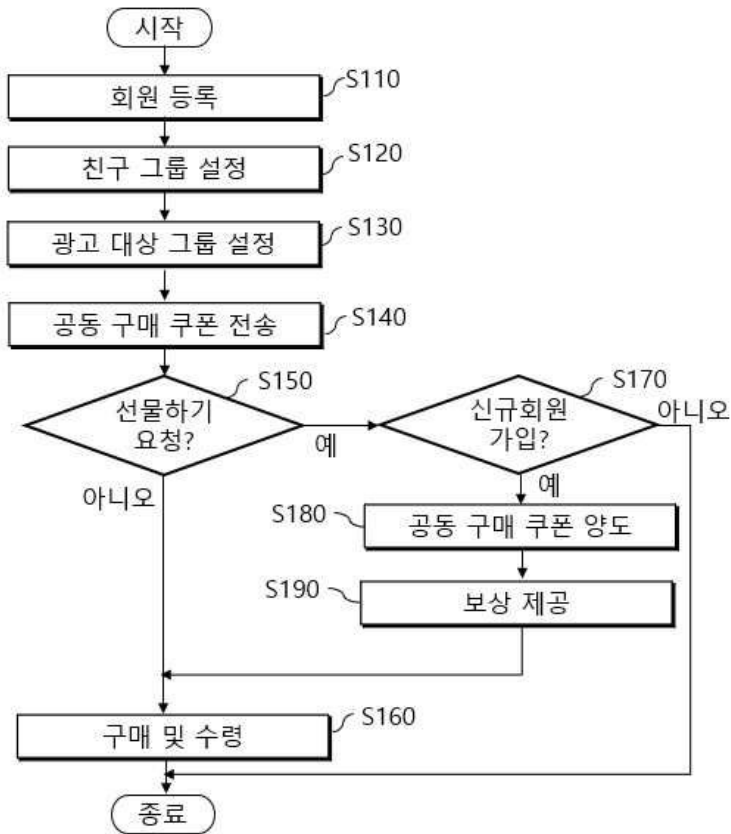 시작
S110
회원 등록
S120
친구 그룹 설정
S130
광고 대상 그룹 설정
S140
공동 구매 쿠폰 전송
S150
선물하기
요청?
예
아니오
S170
신규회원
가입?
아니오
예
S180
공동 구매 쿠폰 양도
S190
보상 제공
S160
구매 및 수령
종료